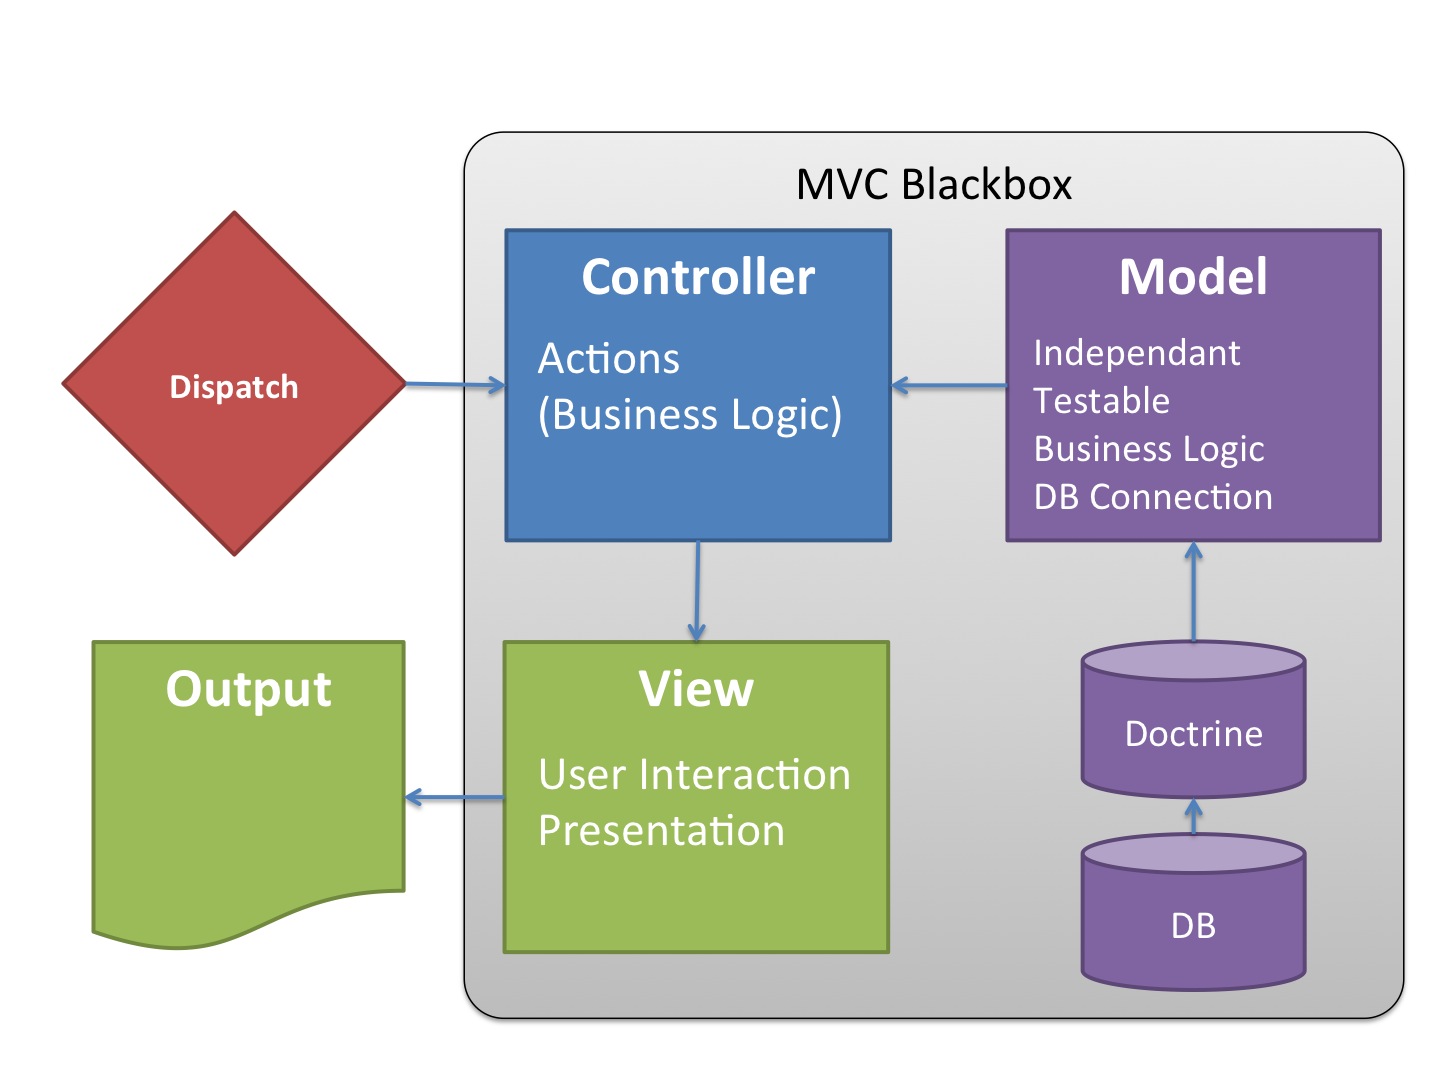 MVC Blackbox
Dispatch
Controller
Actions
(Business Logic)
Model
Independant
Testable
Business Logic
DB Connection
Output
View
User Interaction
Presentation
Doctrine
DB